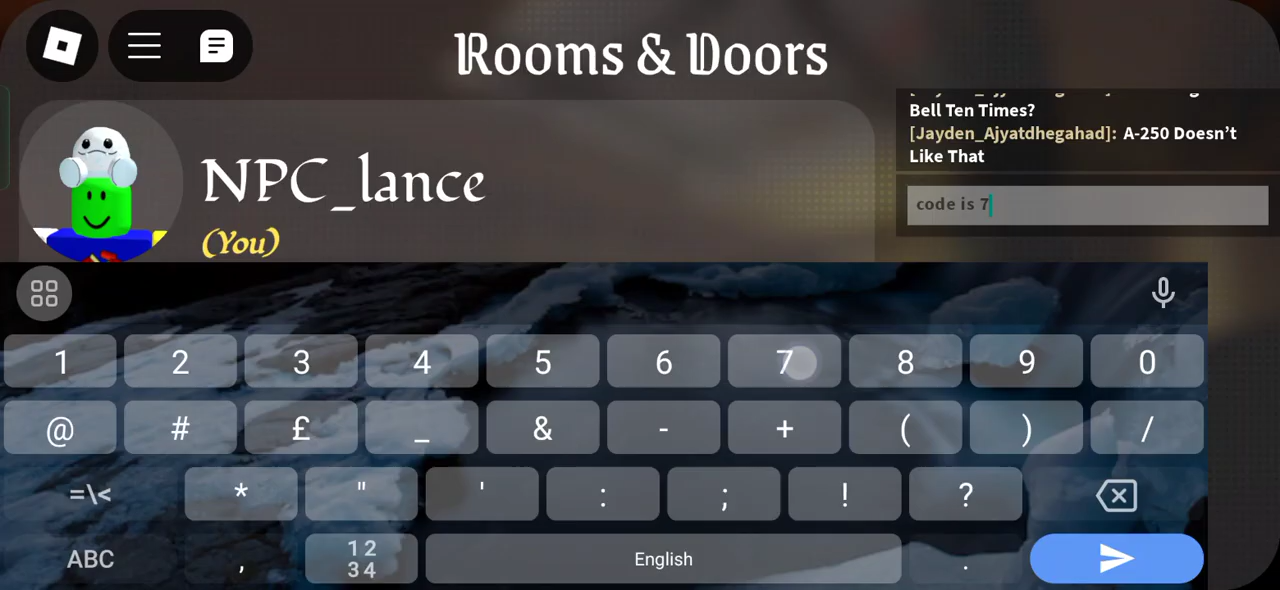 Rooms & Doors
NPC_lance
(You)
Bell Ten Times?
[Jayden_Ajyatdhegahad]: A-250 Doesn't
Like That
code is 7
1 2 3 4 5 6 7 8 9 0
@ # £ _ & - + ( ) /
=\< * " ' : ; ! ?
ABC , 12 English .
34